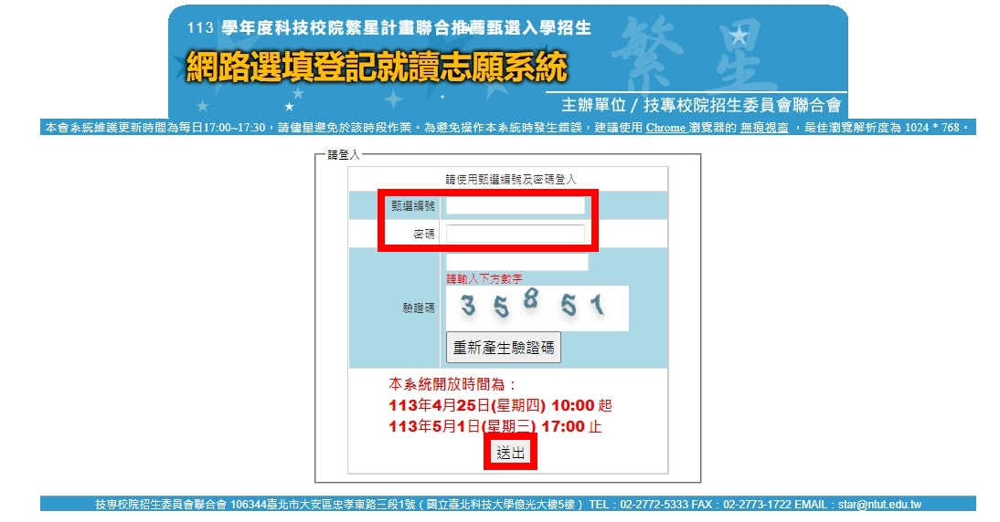 113 學年度科技校院繁星計畫聯合推薦甄選入學招生
網路選填登記就讀志願系統
繁星
主辦單位 / 技專校院招生委員會聯合會
本會系統維護更新時間為每日17:00~17:30，請儘量避免於該時段作業。為避免操作本系統時發生錯誤，建議使用 Chrome 瀏覽器的 無痕視窗 ，最佳瀏覽解析度為 1024 * 768。
請登入
請使用甄選編號及密碼登入
甄選編號
密碼
請輸入下方數字
驗證碼
35851
重新產生驗證碼
本系統開放時間為：
113年4月25日(星期四) 10:00 起
113年5月1日(星期三) 17:00 止
送出
技專校院招生委員會聯合會 106344臺北市大安區忠孝東路三段1號（國立臺北科技大學億光大樓5樓） TEL：02-2772-5333 FAX：02-2773-1722 EMAIL：star@ntut.edu.tw